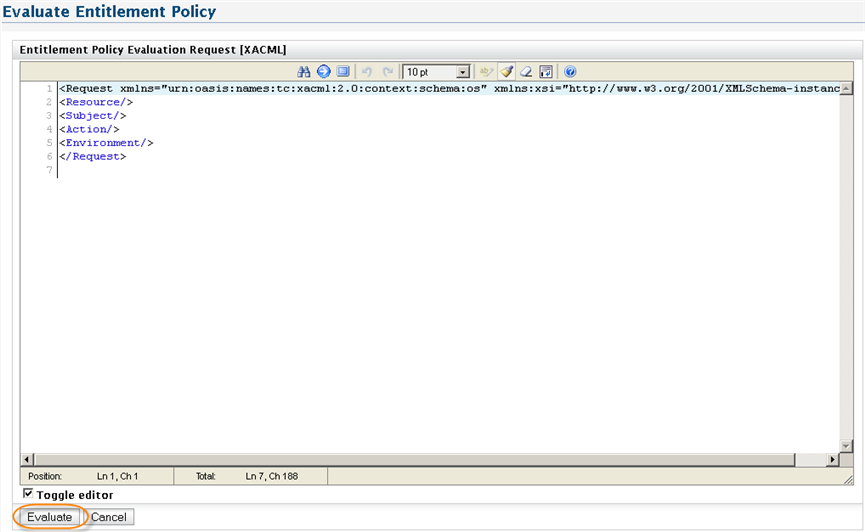 Evaluate Entitlement Policy
Entitlement Policy Evaluation Request [XACML]
10 pt
1 <Request xmlns="urn:oasis:names:tc:xacml:2.0:context:schema:os" xmlns:xsi="http://www.w3.org/2001/XMLSchema-instanc
2 <Resource/>
3 <Subject/>
4 <Action/>
5 <Environment/>
6 </Request>
7
Position: Ln 1, Ch 1 Total: Ln 7, Ch 188
Toggle editor
Evaluate Cancel